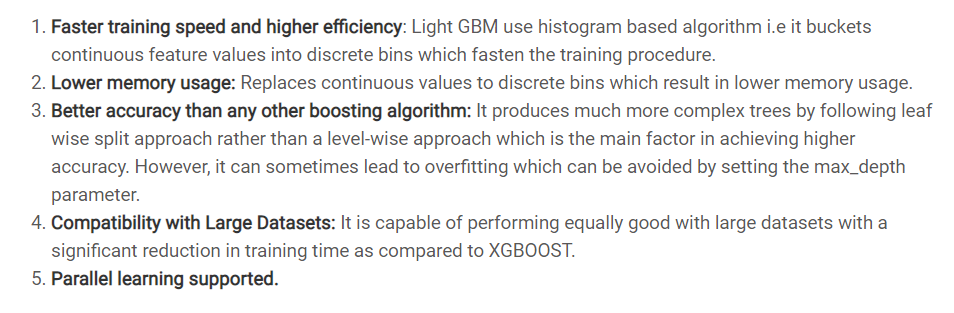 1. Faster training speed and higher efficiency: Light GBM use histogram based algorithm i.e it buckets
continuous feature values into discrete bins which fasten the training procedure.
2. Lower memory usage: Replaces continuous values to discrete bins which result in lower memory usage.
3. Better accuracy than any other boosting algorithm: It produces much more complex trees by following leaf
wise split approach rather than a level-wise approach which is the main factor in achieving higher
accuracy. However, it can sometimes lead to overfitting which can be avoided by setting the max_depth
parameter.
4. Compatibility with Large Datasets: It is capable of performing equally good with large datasets with a
significant reduction in training time as compared to XGBOOST.
5. Parallel learning supported.